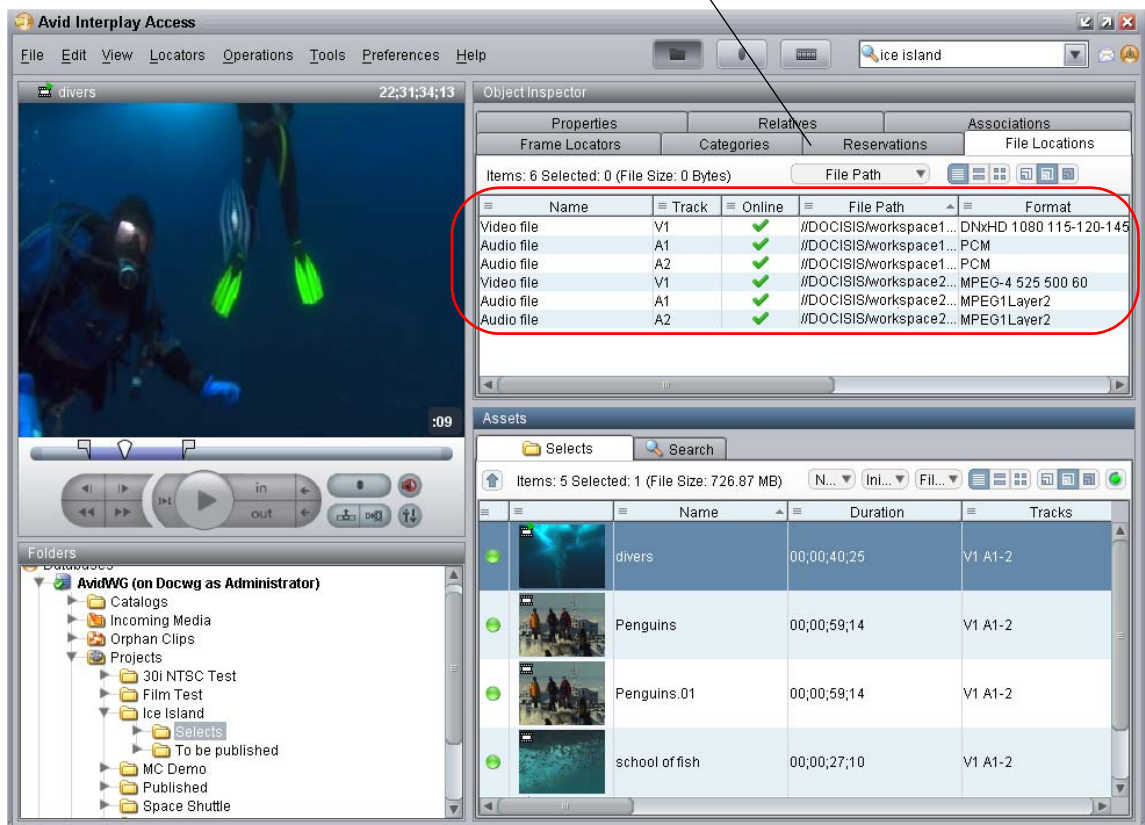 Avid Interplay Access
File Edit View Locators Operations Tools Preferences Help
ice island
divers 22;31;34;13
:09
in
out
Object Inspector
Properties Relatives Associations
Frame Locators Categories Reservations File Locations
Items: 6 Selected: 0 (File Size: 0 Bytes) File Path
Name Track Online File Path Format
Video file V1 //DOCISIS/workspace1... DNxHD 1080 115-120-145
Audio file A1 //DOCISIS/workspace1... PCM
Audio file A2 //DOCISIS/workspace1... PCM
Video file V1 //DOCISIS/workspace2... MPEG-4 525 500 60
Audio file A1 //DOCISIS/workspace2... MPEG1Layer2
Audio file A2 //DOCISIS/workspace2... MPEG1Layer2
Folders
Databases
AvidWG (on Docwg as Administrator)
Catalogs
Incoming Media
Orphan Clips
Projects
30i NTSC Test
Film Test
Ice Island
Selects
To be published
MC Demo
Published
Space Shuttle
Assets
Selects Search
Items: 5 Selected: 1 (File Size: 726.87 MB) N... Ini... Fil...
Name Duration Tracks
divers 00;00;40;25 V1 A1-2
Penguins 00;00;59;14 V1 A1-2
Penguins.01 00;00;59;14 V1 A1-2
school of fish 00;00;27;10 V1 A1-2